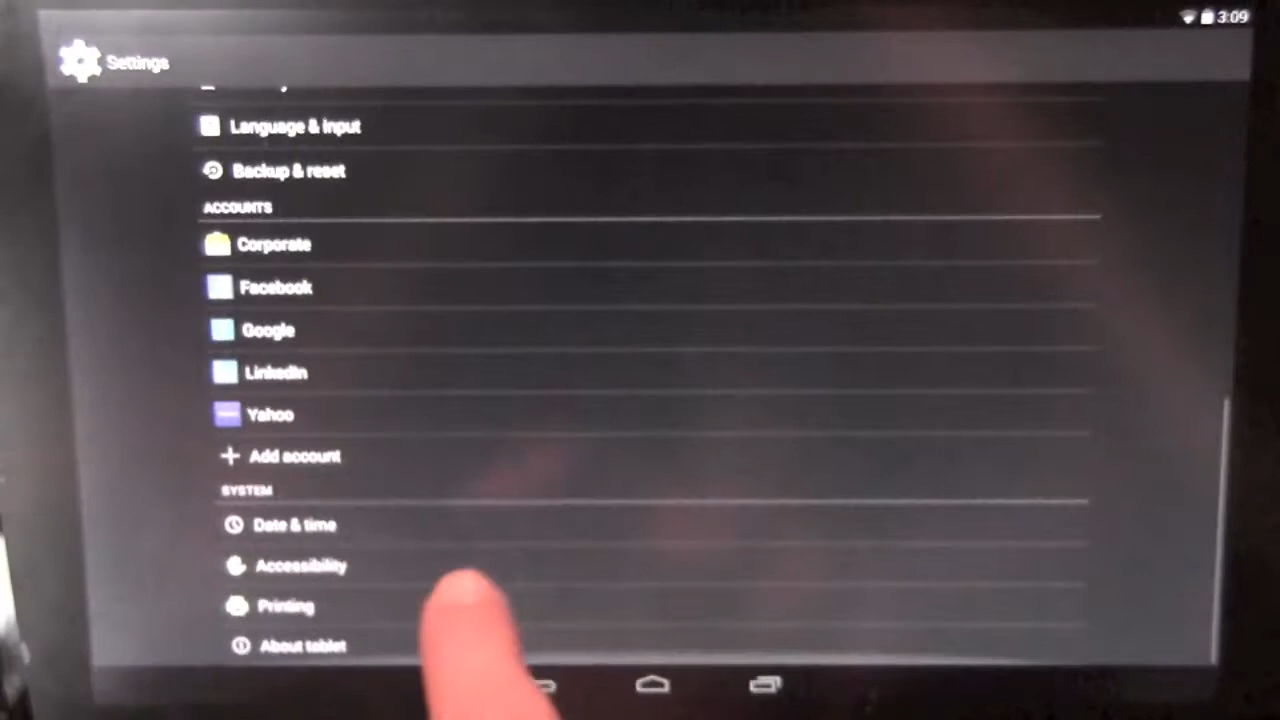 3:09
Settings
Language & input
Backup & reset
ACCOUNTS
Corporate
Facebook
Google
LinkedIn
Yahoo
Add account
SYSTEM
Date & time
Accessibility
Printing
About tablet